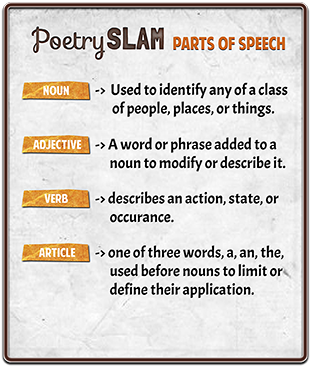 Poetry SLAM PARTS OF SPEECH
NOUN -> Used to identify any of a class
of people, places, or things.
ADJECTIVE -> A word or phrase added to a
noun to modify or describe it.
VERB -> describes an action, state, or
occurance.
ARTICLE -> one of three words, a, an, the,
used before nouns to limit or
define their application.